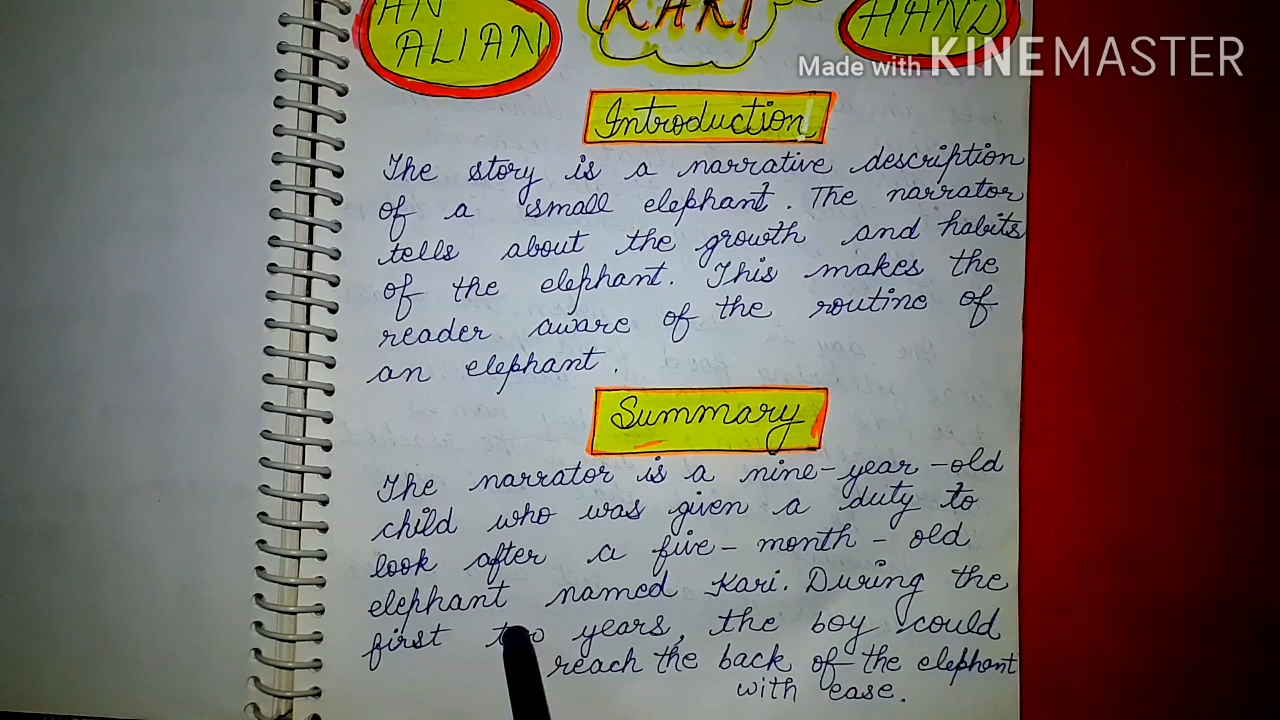 AN
ALIAN
KARI
HAND
Made with KINEMASTER
Introduction!
The story is a narrative description
of a small elephant. The narrator
tells about the growth and habits
of the elephant. This makes the
reader aware of the routine of
an elephant.
Summary
The narrator is a nine-year-old
child who was given a duty to
look after a five-month-old
elephant named Kari. During the
first two years, the boy could
reach the back of the elephant
with ease.